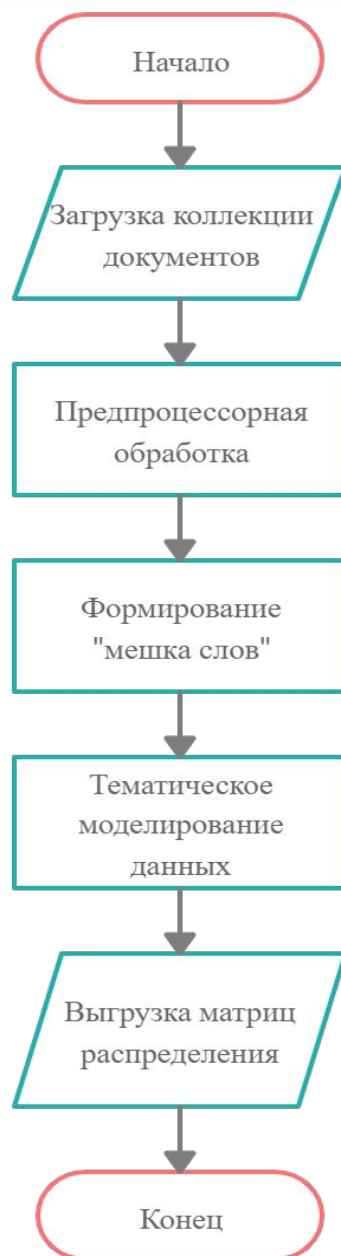 Начало
Загрузка коллекции
документов
Предпроцессорная
обработка
Формирование
"мешка слов"
Тематическое
моделирование
данных
Выгрузка матриц
распределения
Конец